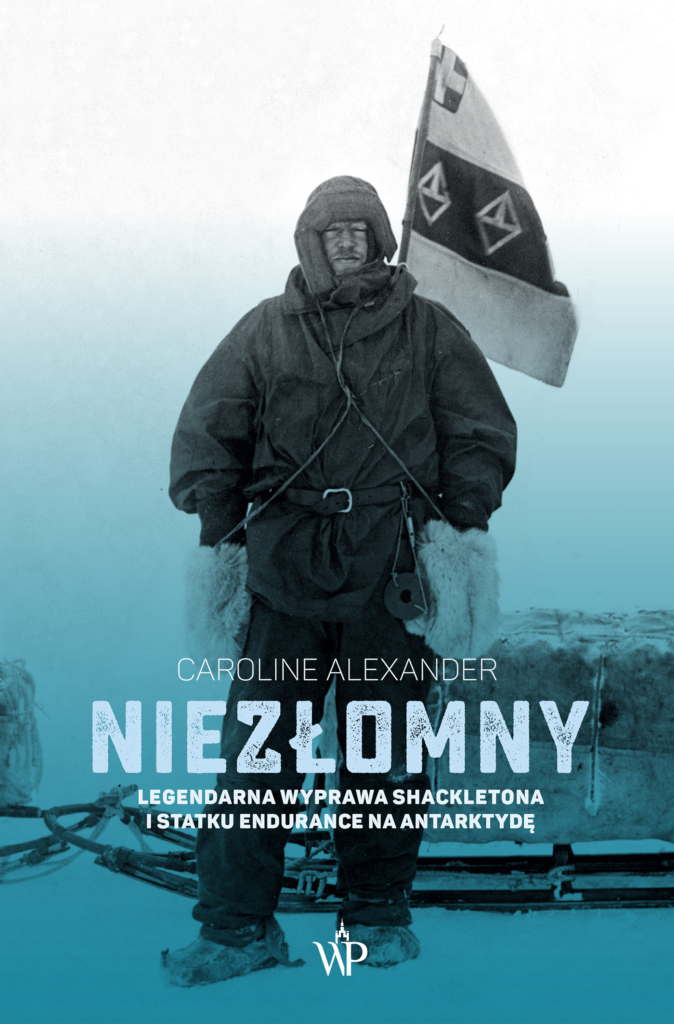 CAROLINE ALEXANDER
NIEZŁOMNY
LEGENDARNA WYPRAWA SHACKLETONA
I STATKU ENDURANCE NA ANTARKTYDĘ
WP